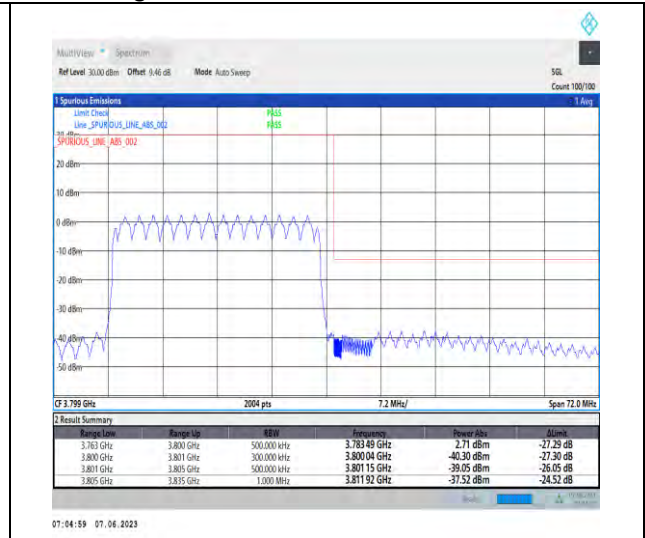 MultiView Spectrum
Ref Level 30.00 dBm Offset 9.46 dB Mode Auto Sweep SGL
Count 100/100
1 Spurious Emissions 1 Avg
Limit Check PASS
Line _SPURIOUS_LINE_ABS_002 PASS
30 dBm
_SPURIOUS_LINE_ABS_002
20 dBm
10 dBm
0 dBm
-10 dBm
-20 dBm
-30 dBm
-40 dBm
-50 dBm
CF 3.799 GHz 2004 pts 7.2 MHz/ Span 72.0 MHz
2 Result Summary
Range Low Range Up RBW Frequency Power Abs ΔLimit
3.763 GHz 3.800 GHz 500.000 kHz 3.783 49 GHz 2.71 dBm -27.29 dB
3.800 GHz 3.801 GHz 300.000 kHz 3.800 04 GHz -40.30 dBm -27.30 dB
3.801 GHz 3.805 GHz 500.000 kHz 3.801 15 GHz -39.05 dBm -26.05 dB
3.805 GHz 3.835 GHz 1.000 MHz 3.811 92 GHz -37.52 dBm -24.52 dB
07:04:59 07.06.2023